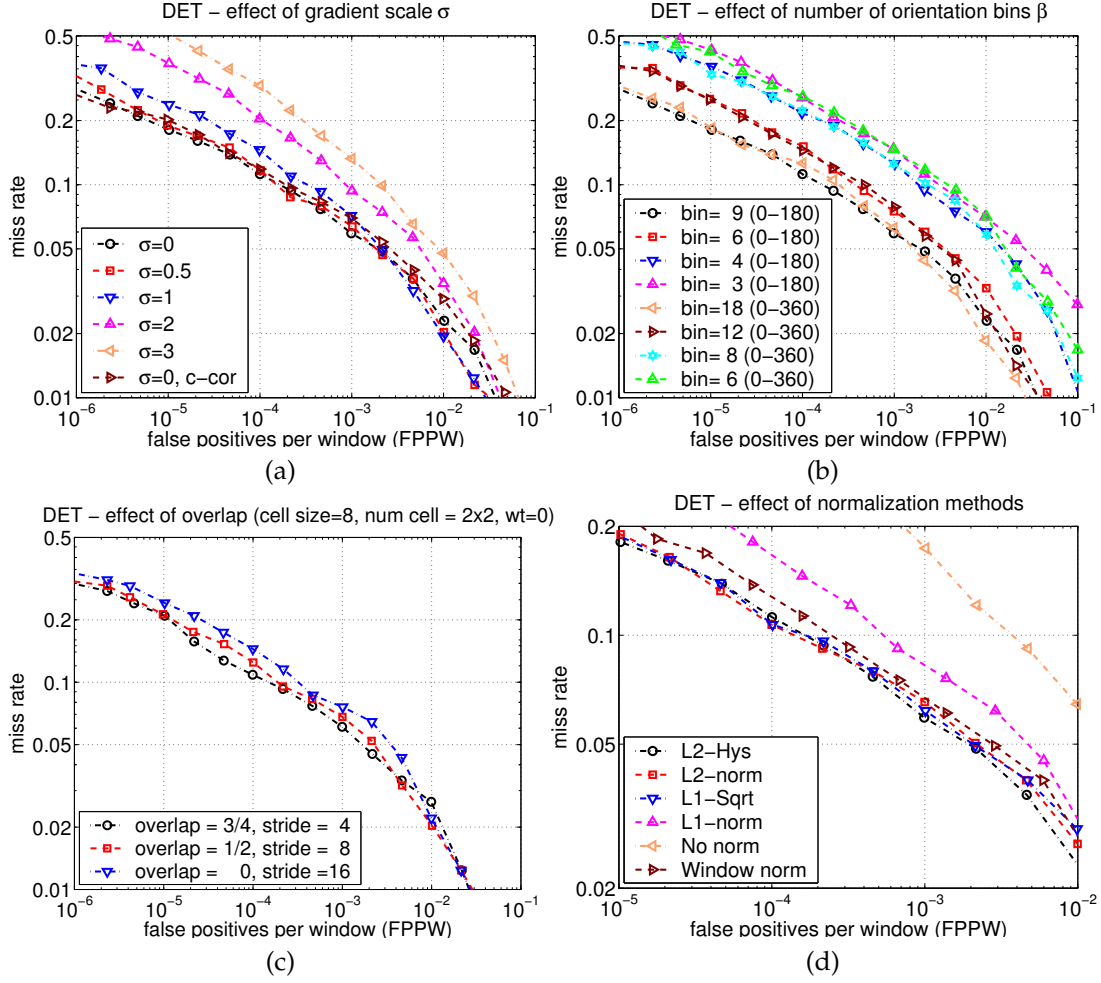 DET − effect of gradient scale σ
0.5
0.2
0.1
0.05
0.02
0.01
miss rate
σ=0
σ=0.5
σ=1
σ=2
σ=3
σ=0, c−cor
10−6 10−5 10−4 10−3 10−2 10−1
false positives per window (FPPW)
(a)
DET − effect of number of orientation bins β
0.5
0.2
0.1
0.05
0.02
0.01
miss rate
bin= 9 (0−180)
bin= 6 (0−180)
bin= 4 (0−180)
bin= 3 (0−180)
bin=18 (0−360)
bin=12 (0−360)
bin= 8 (0−360)
bin= 6 (0−360)
10−6 10−5 10−4 10−3 10−2 10−1
false positives per window (FPPW)
(b)
DET − effect of overlap (cell size=8, num cell = 2x2, wt=0)
0.5
0.2
0.1
0.05
0.02
0.01
miss rate
overlap = 3/4, stride = 4
overlap = 1/2, stride = 8
overlap = 0, stride =16
10−6 10−5 10−4 10−3 10−2 10−1
false positives per window (FPPW)
(c)
DET − effect of normalization methods
0.2
0.1
0.05
0.02
miss rate
L2−Hys
L2−norm
L1−Sqrt
L1−norm
No norm
Window norm
10−5 10−4 10−3 10−2
false positives per window (FPPW)
(d)